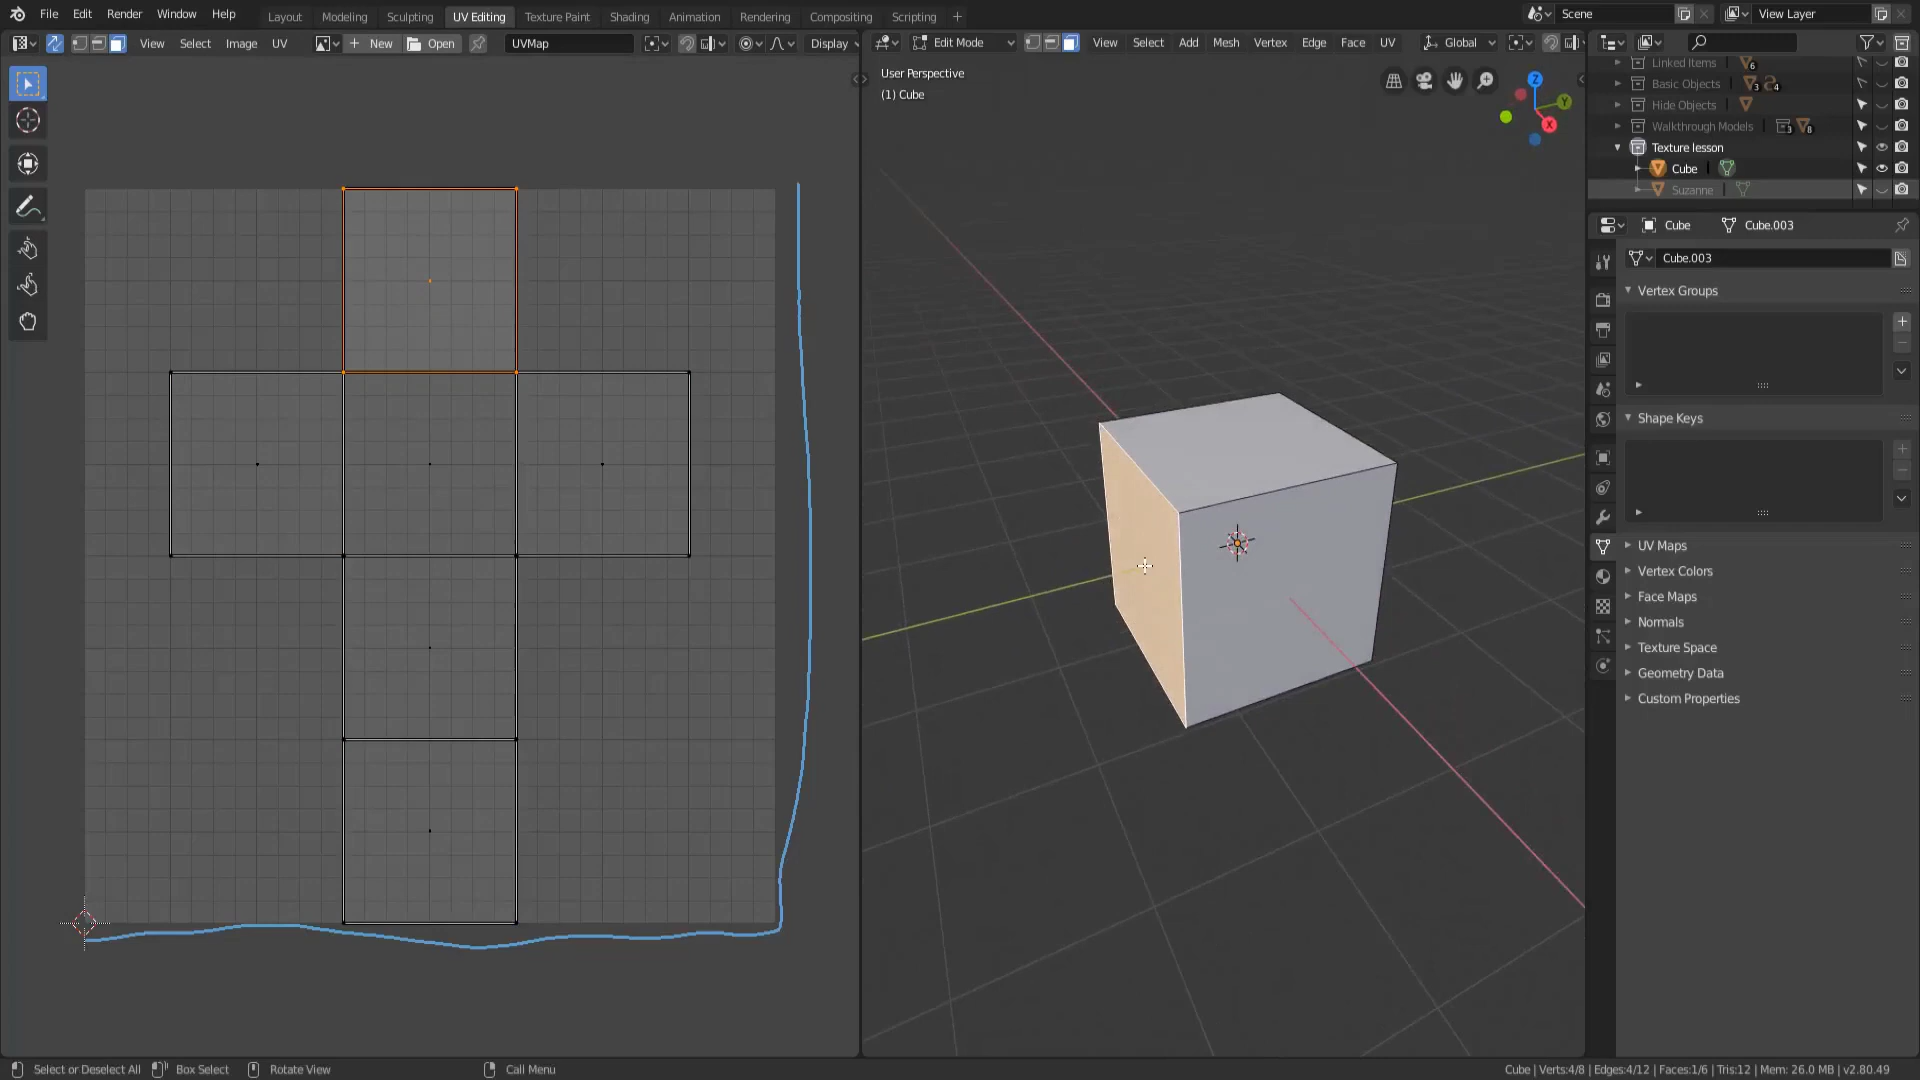 File Edit Render Window Help Layout Modeling Sculpting UV Editing Texture Paint Shading Animation Rendering Compositing Scripting + Scene View Layer
View Select Image UV New Open UVMap Display
Edit Mode View Select Add Mesh Vertex Edge Face UV Global
User Perspective
(1) Cube
Z
Y
X
Linked Items 6
Basic Objects 3 4
Hide Objects
Walkthrough Models 3 8
Texture lesson
Cube
Suzanne
Cube Cube.003
Cube.003
Vertex Groups
Shape Keys
UV Maps
Vertex Colors
Face Maps
Normals
Texture Space
Geometry Data
Custom Properties
Select or Deselect All Box Select Rotate View Call Menu Cube | Verts:4/8 | Edges:4/12 | Faces:1/6 | Tris:12 | Mem: 26.0 MB | v2.80.49